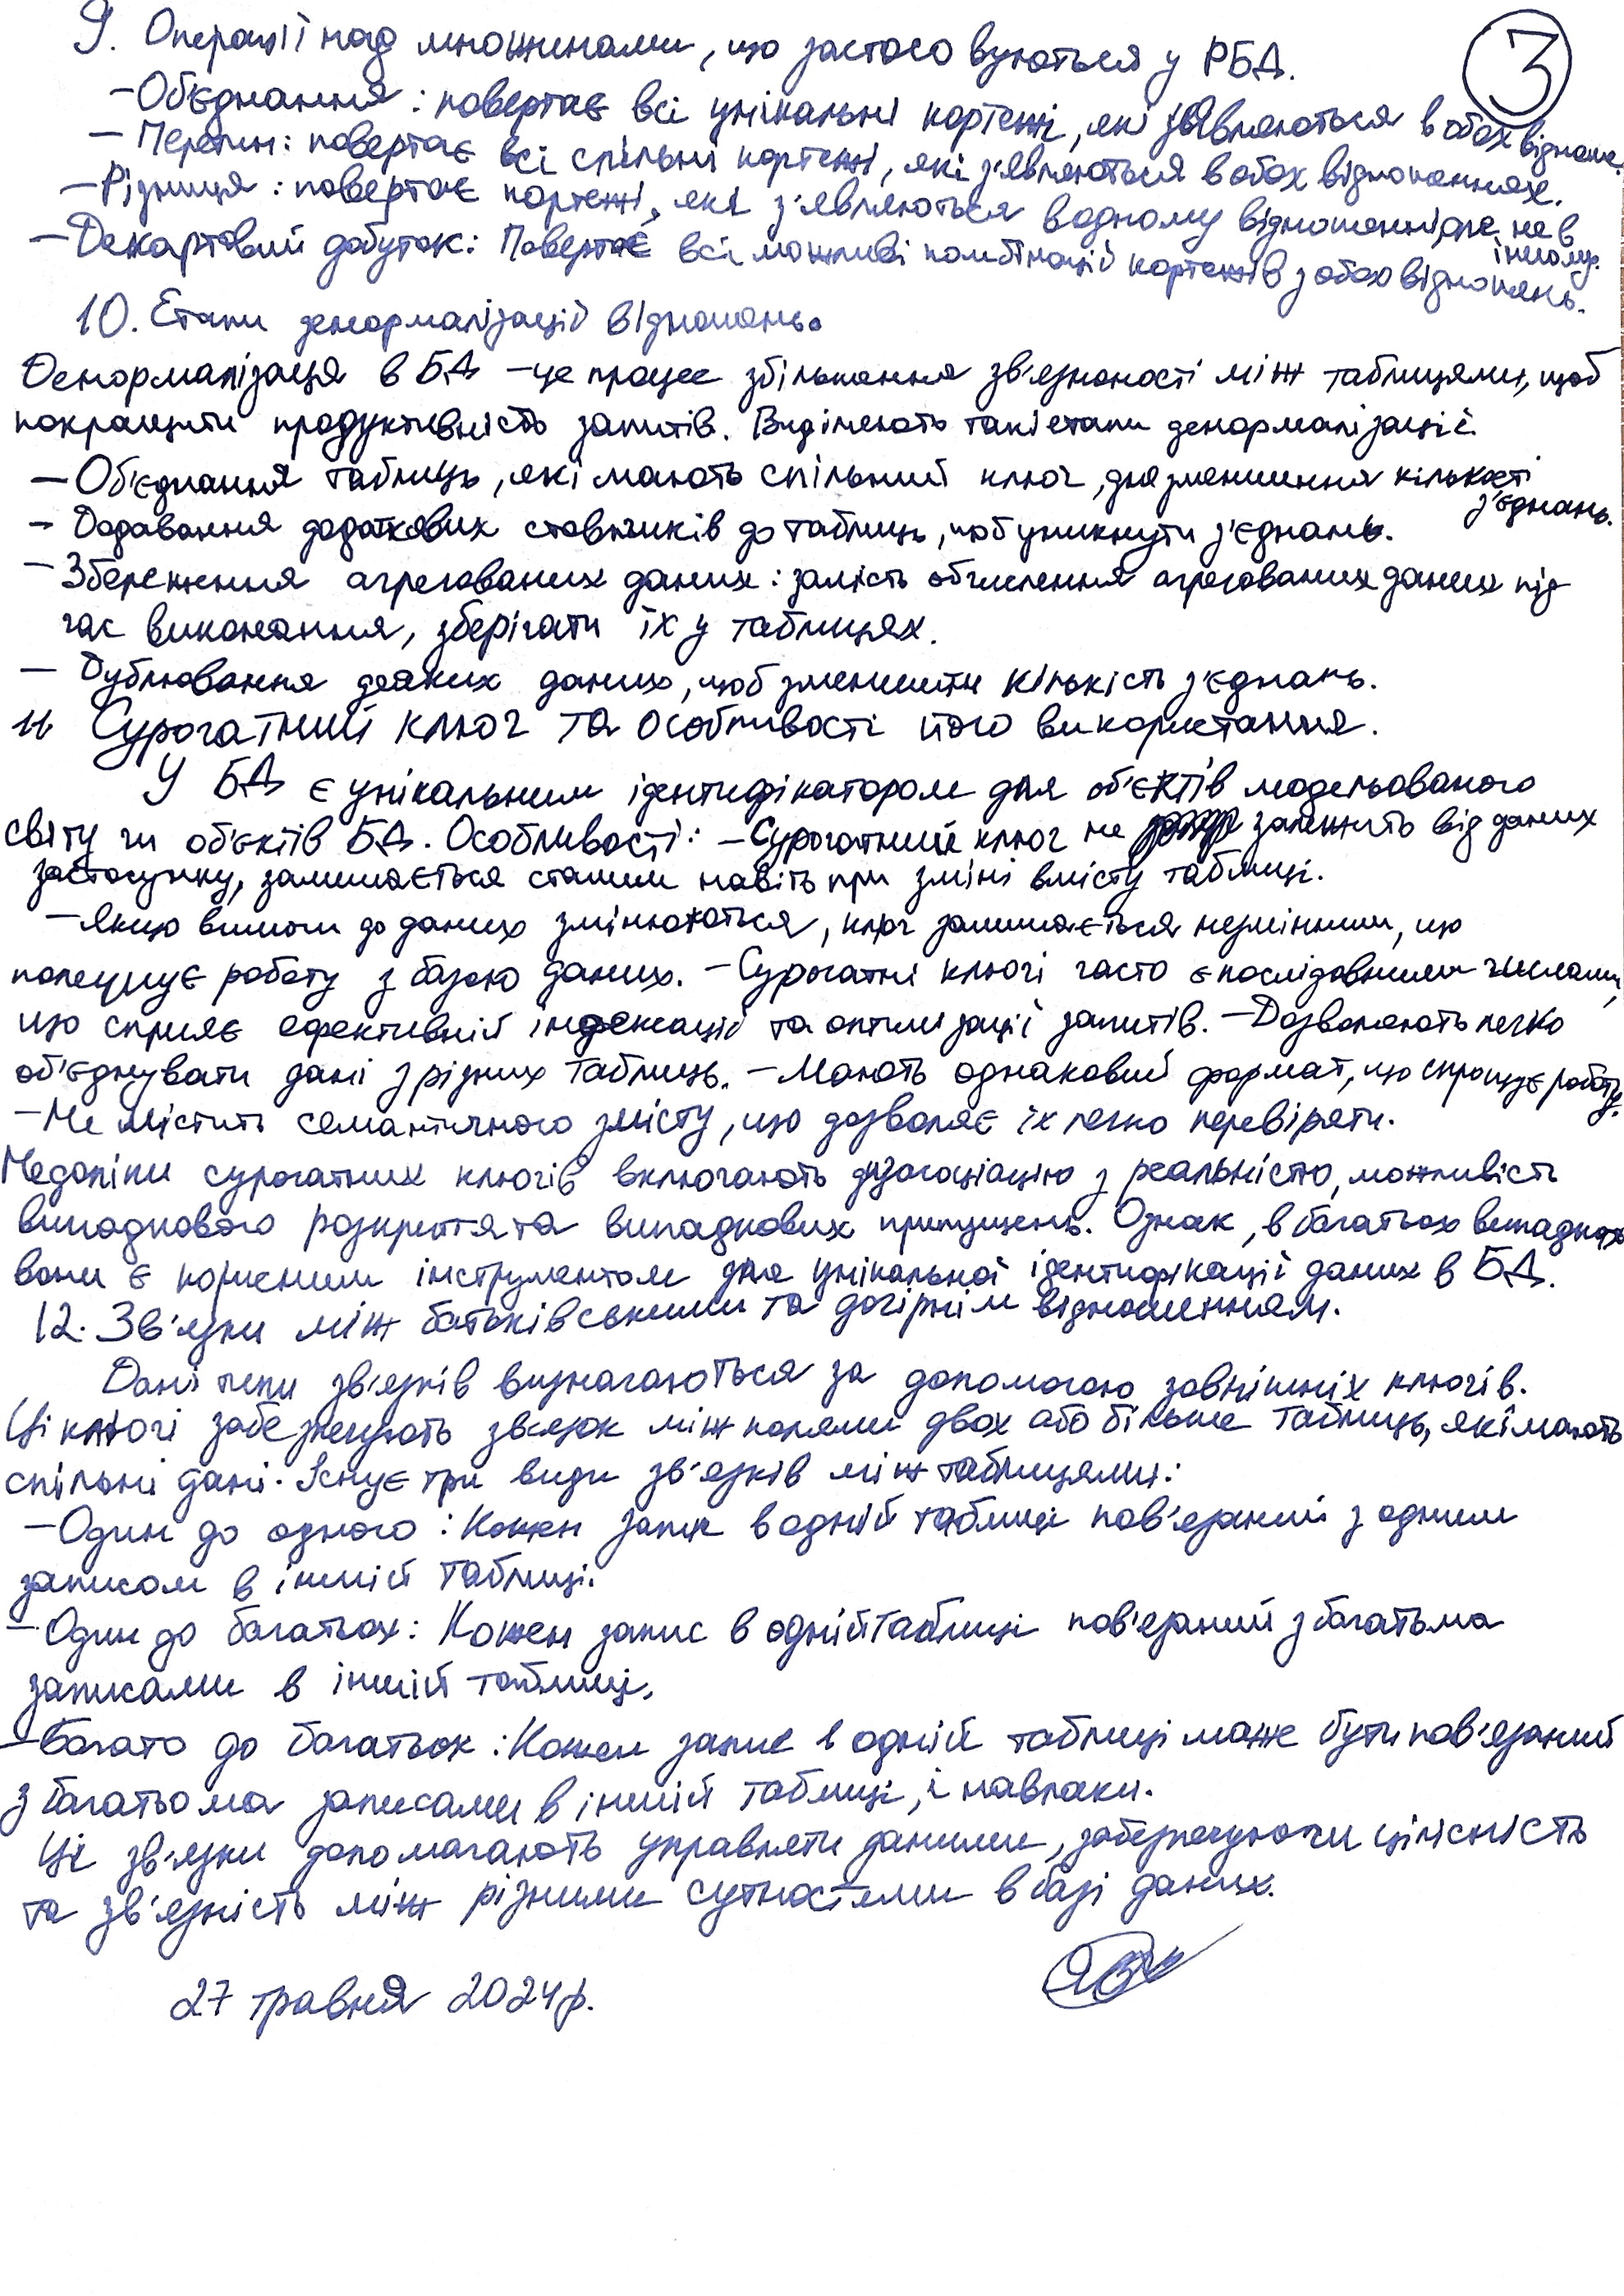 3
9. Операції над множинами, що застосовуються у РБД.
- Об'єднання: повертає всі унікальні кортежі, які з'являються в обох віднош.
- Перетин: повертає всі спільні кортежі, які з'являються в обох відношеннях.
- Різниця: повертає кортежі, які з'являються в одному відношенні, але не в іншому.
- Декартовий добуток: Повертає всі можливі комбінації кортежів з обох відношень.
10. Етапи денормалізації відношень.
Денормалізація в БД - це процес збільшення зв'язаності між таблицями, щоб
покращити продуктивність запитів. Виділяють такі етапи денормалізації:
- Об'єднання таблиць, які мають спільний ключ, для зменшення кількості з'єднань.
- Додавання додаткових стовпчиків до таблиць, щоб уникнути з'єднань.
- Збереження агрегованих даних: замість обчислення агрегованих даних під
час виконання, зберігати їх у таблицях.
- Дублювання деяких даних, щоб зменшити кількість з'єднань.
11 Сурогатний ключ та особливості його використання.
У БД є унікальним ідентифікатором для об'єктів модельованого
світу чи об'єктів БД. Особливості: - Сурогатний ключ не залежить від даних
застосунку, залишається сталим навіть при зміні вмісту таблиці.
- Якщо вимоги до даних змінюються, ключ залишається незмінним, що
полегшує роботу з базою даних. - Сурогатні ключі часто є послідовними числами,
що сприяє ефективній індексації та оптимізації запитів. - Дозволяють легко
об'єднувати дані з різних таблиць. - Мають однаковий формат, що спрощує роботу.
- Не містить семантичного змісту, що дозволяє їх легко перевіряти.
Недоліки сурогатних ключів включають дизасоціацію з реальністю, можливість
випадкового розкриття та випадкових припущень. Однак, в багатьох випадках
вони є корисним інструментом для унікальної ідентифікації даних в БД.
12. Зв'язки між батьківськими та дочірнім відношенням.
Дані типи зв'язків визначаються за допомогою зовнішніх ключів.
Ці ключі забезпечують зв'язок між полями двох або більше таблиць, які мають
спільні дані. Існує три види зв'язків між таблицями:
- Один до одного: Кожен запис в одній таблиці пов'язаний з одним
записом в іншій таблиці.
- Один до багатьох: Кожен запис в одній таблиці пов'язаний з багатьма
записами в іншій таблиці.
- Багато до багатьох: Кожен запис в одній таблиці може бути пов'язаний
з багатьома записами в іншій таблиці, і навпаки.
Ці зв'язки допомагають управляти даними, забезпечуючи цілісність
та зв'язність між різними сутностями в базі даних.
27 травня 2024р.